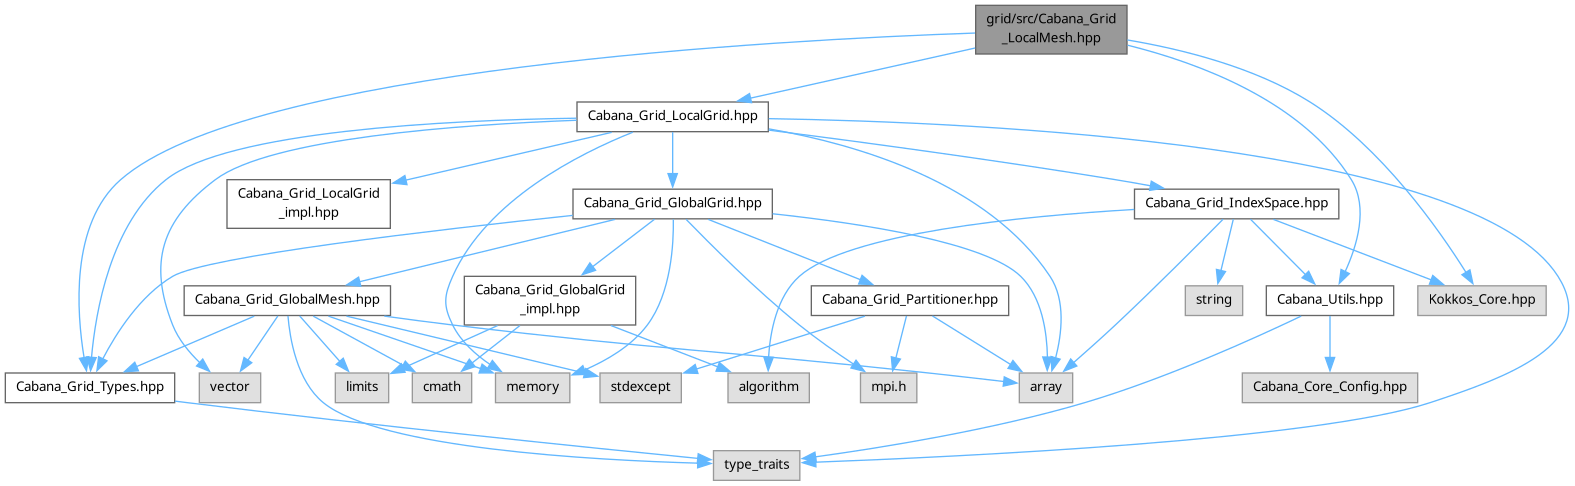 grid/src/Cabana_Grid
_LocalMesh.hpp
Cabana_Grid_LocalGrid.hpp
Cabana_Grid_LocalGrid
_impl.hpp
Cabana_Grid_GlobalGrid.hpp
Cabana_Grid_IndexSpace.hpp
Cabana_Grid_GlobalMesh.hpp
Cabana_Grid_GlobalGrid
_impl.hpp
Cabana_Grid_Partitioner.hpp
string
Cabana_Utils.hpp
Kokkos_Core.hpp
Cabana_Grid_Types.hpp
vector
limits
cmath
memory
stdexcept
algorithm
mpi.h
array
Cabana_Core_Config.hpp
type_traits